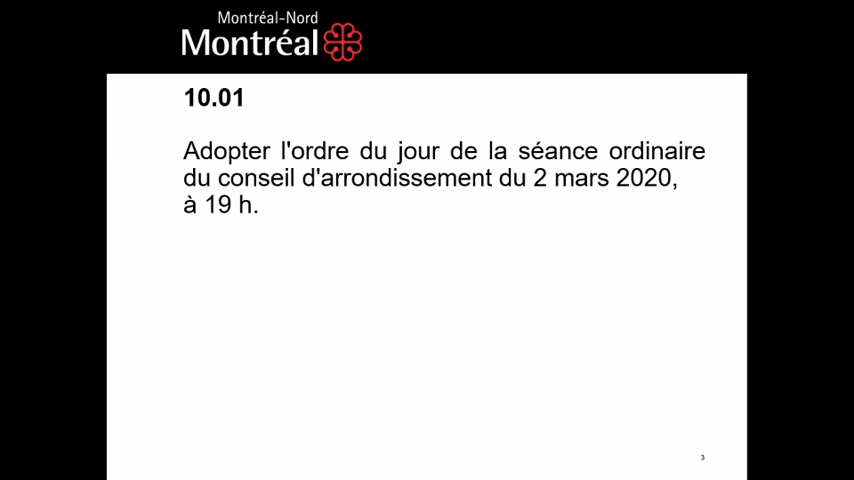 Montréal-Nord
Montréal
10.01
Adopter l'ordre du jour de la séance ordinaire
du conseil d'arrondissement du 2 mars 2020,
à 19 h.
3